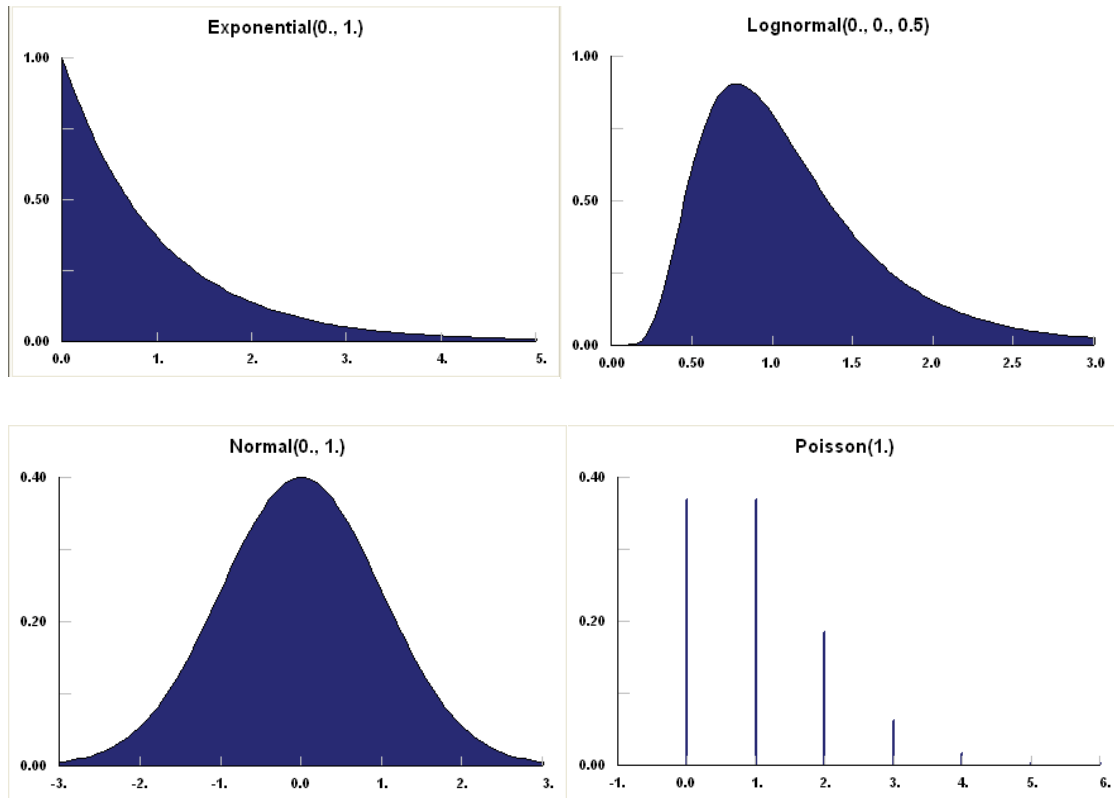 Exponential(0., 1.)
1.00
0.50
0.00
0.0 1. 2. 3. 4. 5.
Lognormal(0., 0., 0.5)
1.00
0.50
0.00
0.00 0.50 1.0 1.5 2.0 2.5 3.0
Normal(0., 1.)
0.40
0.20
0.00
-3. -2. -1. 0.0 1. 2. 3.
Poisson(1.)
0.40
0.20
0.00
-1. 0.0 1. 2. 3. 4. 5. 6.